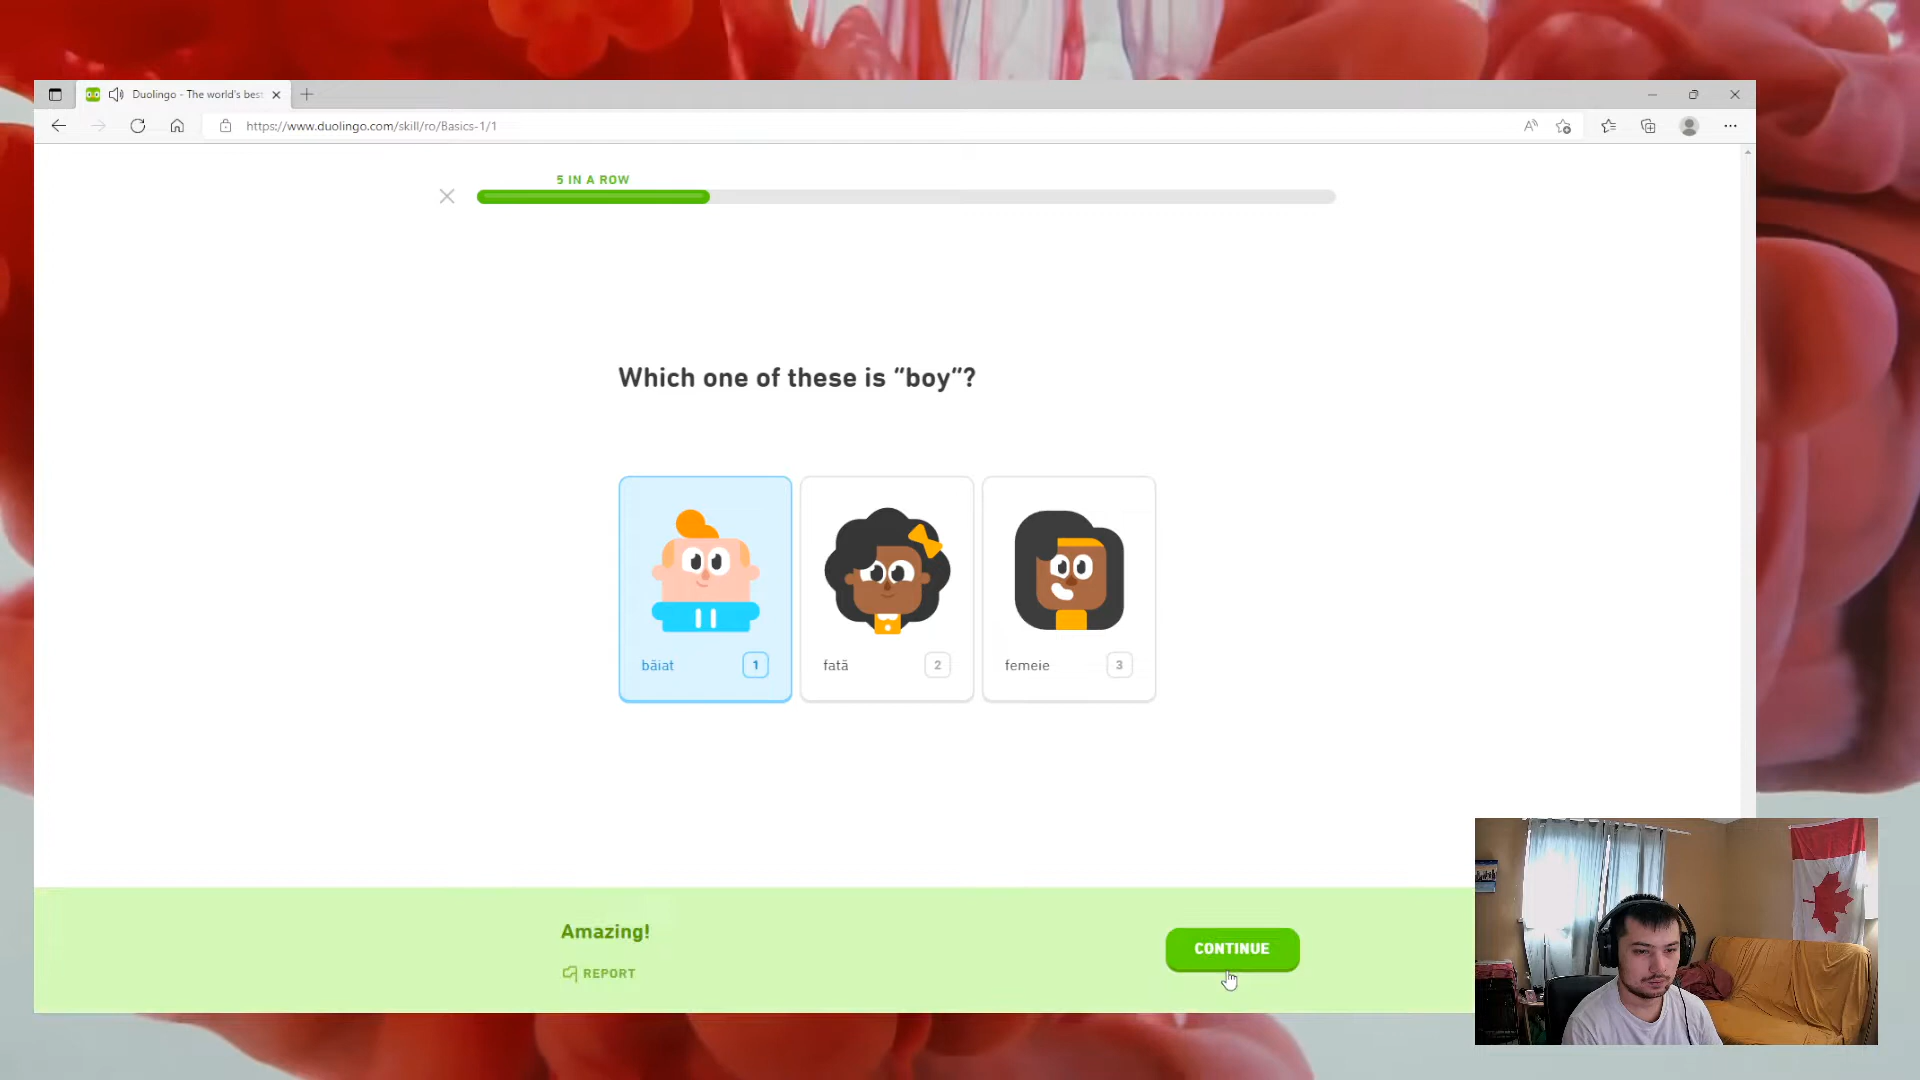 Duolingo - The world's bes
https://www.duolingo.com/skill/ro/Basics-1/1
5 IN A ROW
Which one of these is “boy”?
băiat 1 fată 2 femeie 3
Amazing!
CONTINUE
REPORT